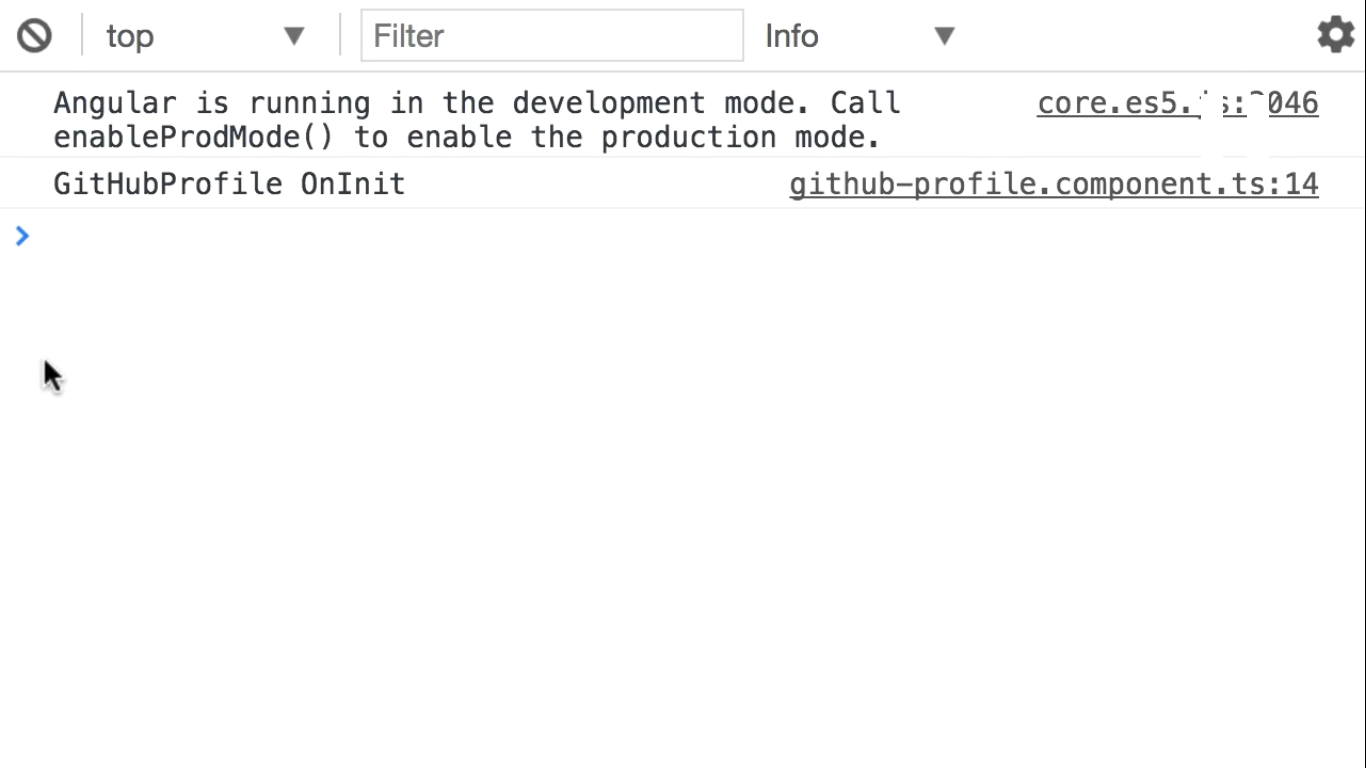 top Filter Info
Angular is running in the development mode. Call
enableProdMode() to enable the production mode.
GitHubProfile OnInit github-profile.component.ts:14